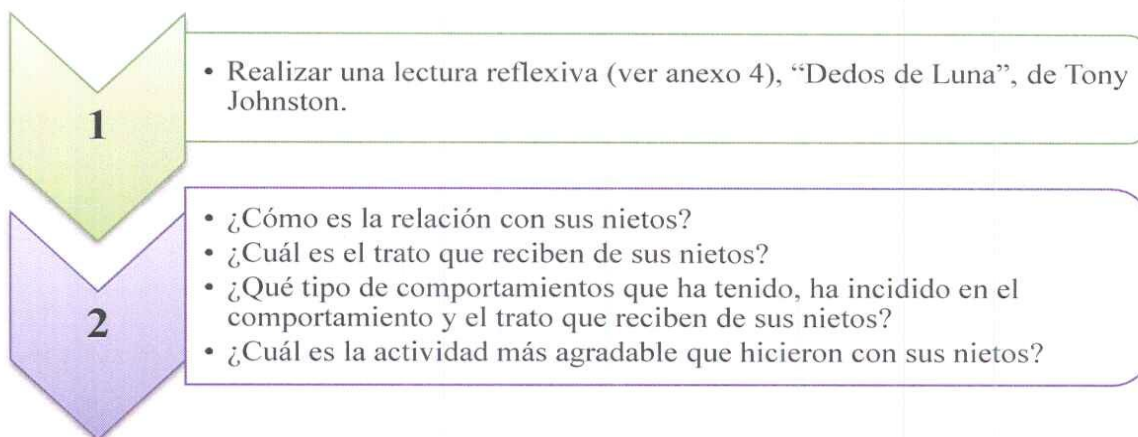 1
• Realizar una lectura reflexiva (ver anexo 4), “Dedos de Luna”, de Tony
Johnston.
2
• ¿Cómo es la relación con sus nietos?
• ¿Cuál es el trato que reciben de sus nietos?
• ¿Qué tipo de comportamientos que ha tenido, ha incidido en el
comportamiento y el trato que reciben de sus nietos?
• ¿Cuál es la actividad más agradable que hicieron con sus nietos?